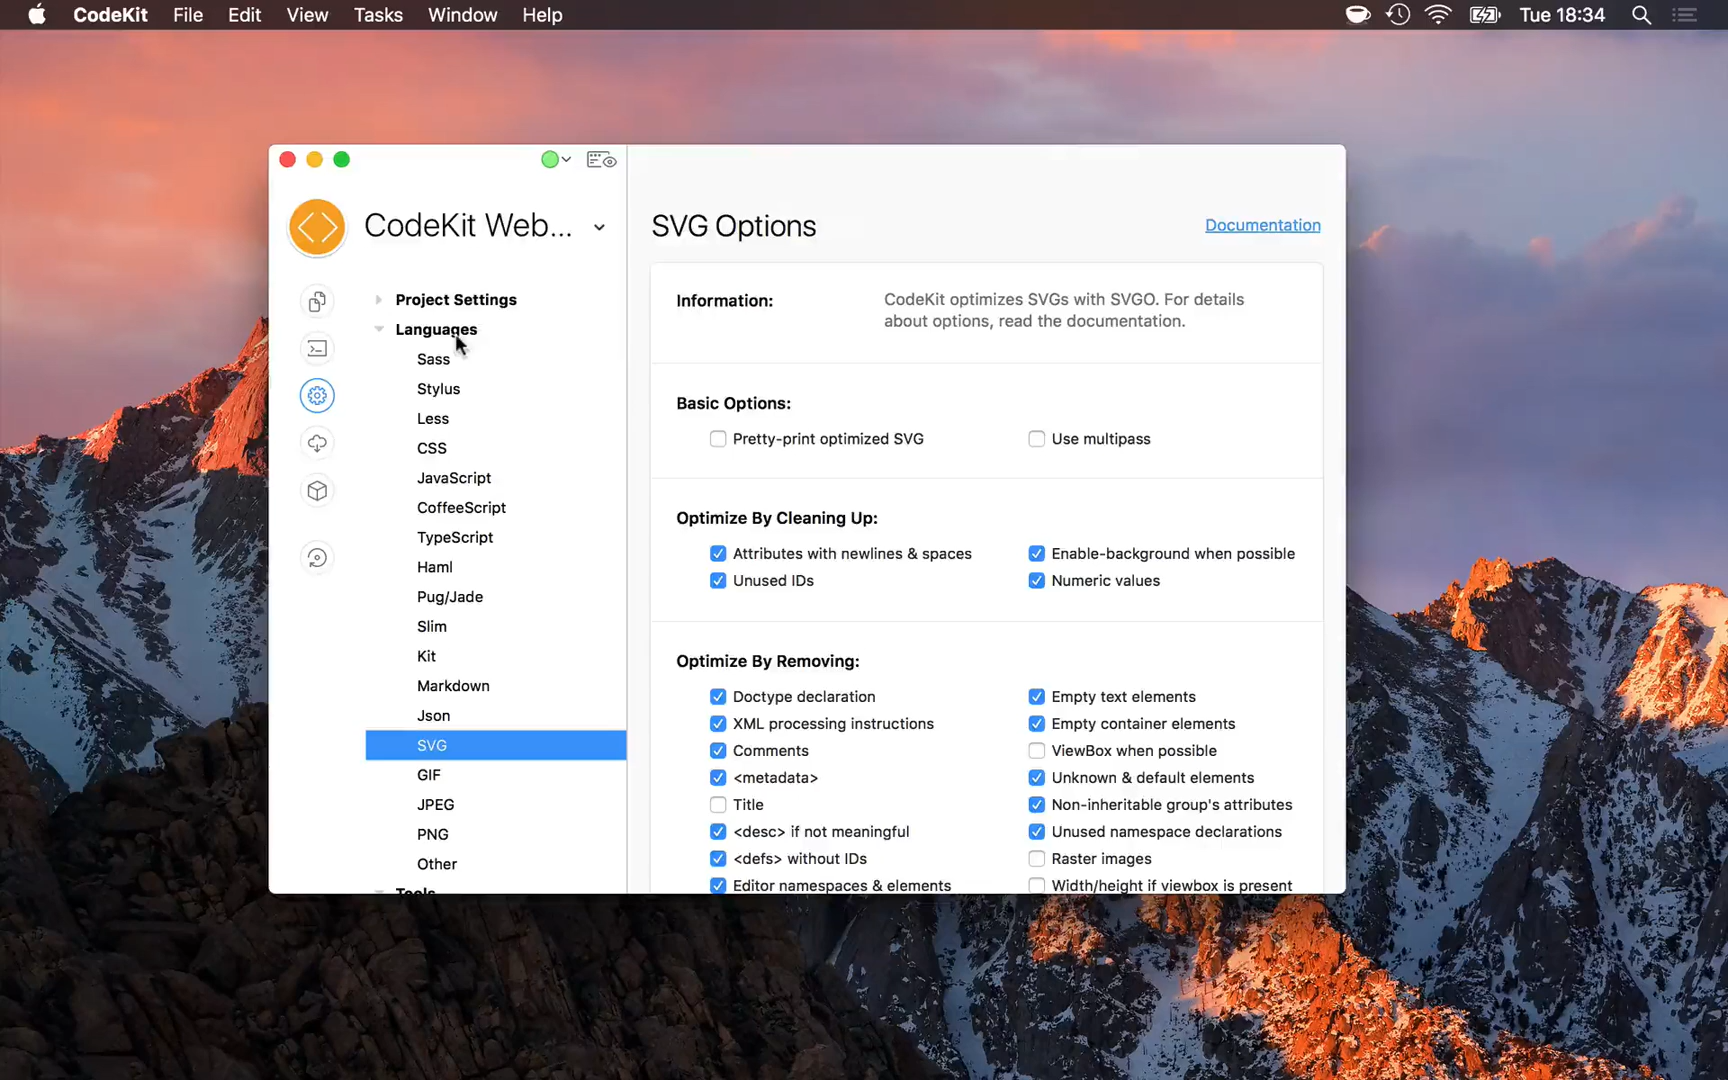 CodeKit File Edit View Tasks Window Help Tue 18:34
CodeKit Web...
Project Settings
Languages
Sass
Stylus
Less
CSS
JavaScript
CoffeeScript
TypeScript
Haml
Pug/Jade
Slim
Kit
Markdown
Json
SVG
GIF
JPEG
PNG
Other
Tools
SVG Options
Documentation
Information:
CodeKit optimizes SVGs with SVGO. For details
about options, read the documentation.
Basic Options:
Pretty-print optimized SVG
Use multipass
Optimize By Cleaning Up:
Attributes with newlines & spaces
Enable-background when possible
Unused IDs
Numeric values
Optimize By Removing:
Doctype declaration
Empty text elements
XML processing instructions
Empty container elements
Comments
ViewBox when possible
<metadata>
Unknown & default elements
Title
Non-inheritable group's attributes
<desc> if not meaningful
Unused namespace declarations
<defs> without IDs
Raster images
Editor namespaces & elements
Width/height if viewbox is present